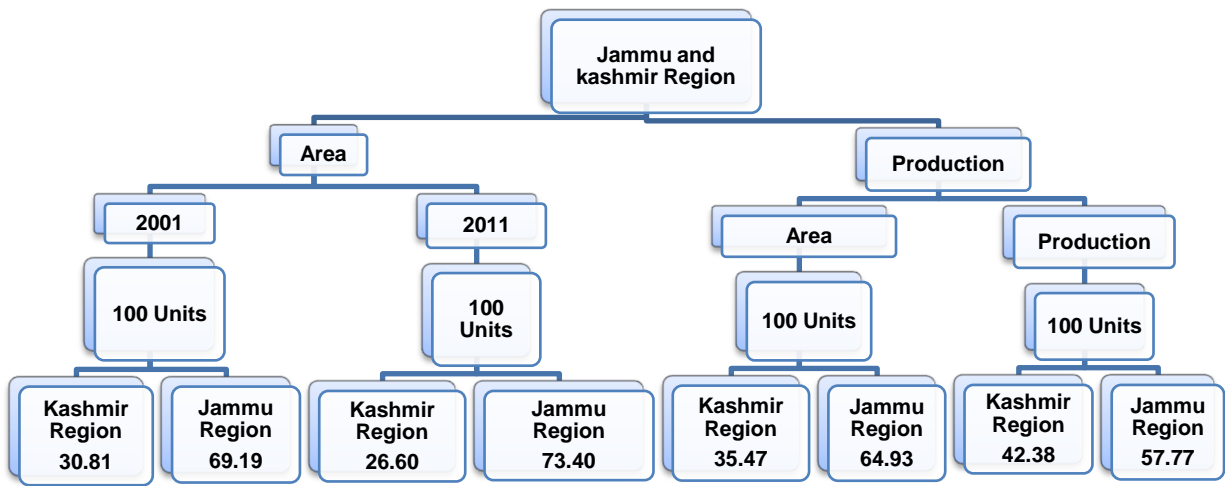 Jammu and
kashmir Region
Area
Production
2001
2011
Area
Production
100 Units
100
Units
100 Units
100 Units
Kashmir
Region
30.81
Jammu
Region
69.19
Kashmir
Region
26.60
Jammu
Region
73.40
Kashmir
Region
35.47
Jammu
Region
64.93
Kashmir
Region
42.38
Jammu
Region
57.77